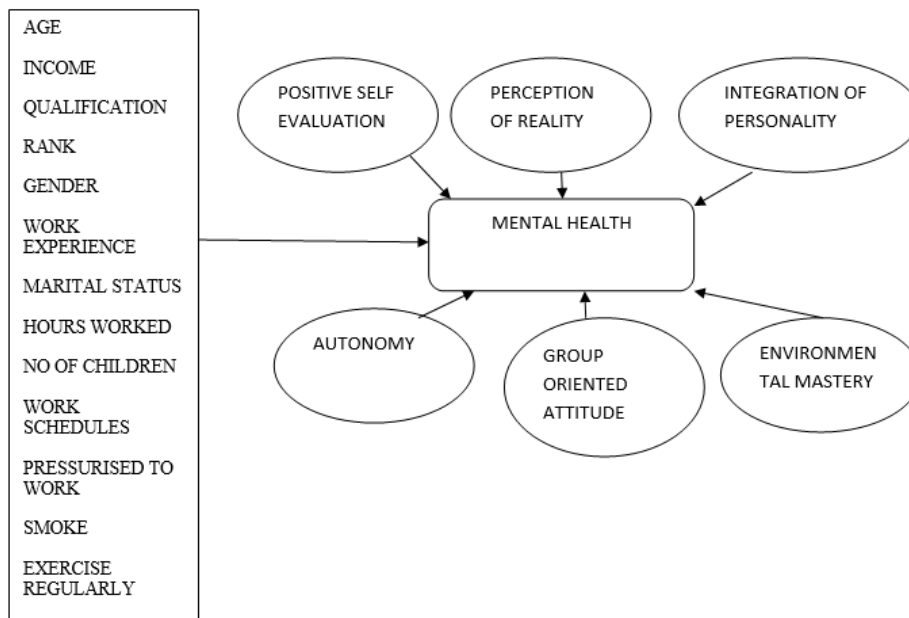 AGE
INCOME
QUALIFICATION
RANK
GENDER
WORK
EXPERIENCE
MARITAL STATUS
HOURS WORKED
NO OF CHILDREN
WORK
SCHEDULES
PRESSURISED TO
WORK
SMOKE
EXERCISE
REGULARLY
POSITIVE SELF
EVALUATION
PERCEPTION
OF REALITY
INTEGRATION OF
PERSONALITY
MENTAL HEALTH
AUTONOMY
GROUP
ORIENTED
ATTITUDE
ENVIRONMEN
TAL MASTERY